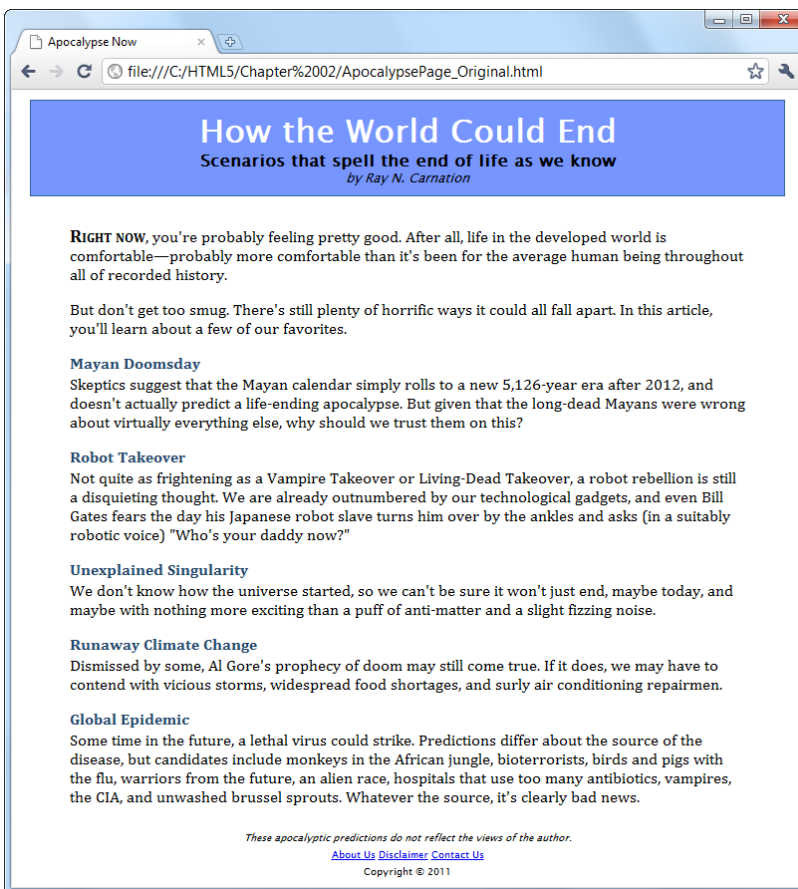 Apocalypse Now
file:///C:/HTML5/Chapter%2002/ApocalypsePage_Original.html
How the World Could End
Scenarios that spell the end of life as we know
by Ray N. Carnation
RIGHT NOW, you're probably feeling pretty good. After all, life in the developed world is
comfortable—probably more comfortable than it's been for the average human being throughout
all of recorded history.
But don't get too smug. There's still plenty of horrific ways it could all fall apart. In this article,
you'll learn about a few of our favorites.
Mayan Doomsday
Skeptics suggest that the Mayan calendar simply rolls to a new 5,126-year era after 2012, and
doesn't actually predict a life-ending apocalypse. But given that the long-dead Mayans were wrong
about virtually everything else, why should we trust them on this?
Robot Takeover
Not quite as frightening as a Vampire Takeover or Living-Dead Takeover, a robot rebellion is still
a disquieting thought. We are already outnumbered by our technological gadgets, and even Bill
Gates fears the day his Japanese robot slave turns him over by the ankles and asks (in a suitably
robotic voice) "Who's your daddy now?"
Unexplained Singularity
We don't know how the universe started, so we can't be sure it won't just end, maybe today, and
maybe with nothing more exciting than a puff of anti-matter and a slight fizzing noise.
Runaway Climate Change
Dismissed by some, Al Gore's prophecy of doom may still come true. If it does, we may have to
contend with vicious storms, widespread food shortages, and surly air conditioning repairmen.
Global Epidemic
Some time in the future, a lethal virus could strike. Predictions differ about the source of the
disease, but candidates include monkeys in the African jungle, bioterrorists, birds and pigs with
the flu, warriors from the future, an alien race, hospitals that use too many antibiotics, vampires,
the CIA, and unwashed brussel sprouts. Whatever the source, it's clearly bad news.
These apocalyptic predictions do not reflect the views of the author.
About Us Disclaimer Contact Us
Copyright © 2011